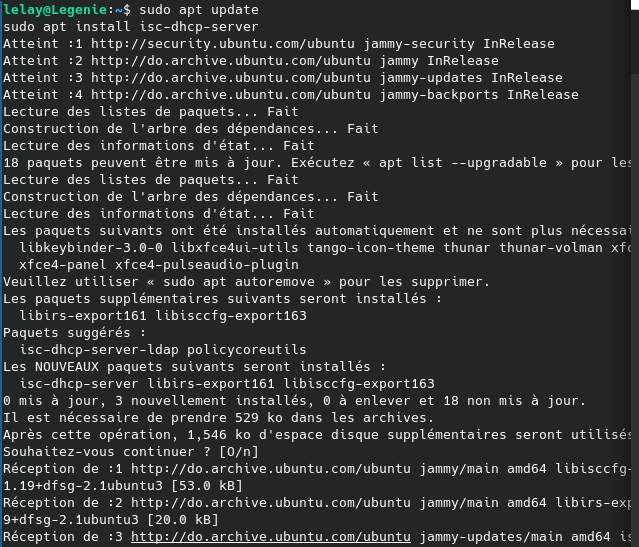 lelay@Legenie:~$ sudo apt update
sudo apt install isc-dhcp-server
Atteint :1 http://security.ubuntu.com/ubuntu jammy-security InRelease
Atteint :2 http://do.archive.ubuntu.com/ubuntu jammy InRelease
Atteint :3 http://do.archive.ubuntu.com/ubuntu jammy-updates InRelease
Atteint :4 http://do.archive.ubuntu.com/ubuntu jammy-backports InRelease
Lecture des listes de paquets... Fait
Construction de l'arbre des dépendances... Fait
Lecture des informations d'état... Fait
18 paquets peuvent être mis à jour. Exécutez « apt list --upgradable » pour les
Lecture des listes de paquets... Fait
Construction de l'arbre des dépendances... Fait
Lecture des informations d'état... Fait
Les paquets suivants ont été installés automatiquement et ne sont plus nécessai
libkeybinder-3.0-0 libxfce4ui-utils tango-icon-theme thunar thunar-volman xfc
xfce4-panel xfce4-pulseaudio-plugin
Veuillez utiliser « sudo apt autoremove » pour les supprimer.
Les paquets supplémentaires suivants seront installés :
libirs-export161 libisccfg-export163
Paquets suggérés :
isc-dhcp-server-ldap policycoreutils
Les NOUVEAUX paquets suivants seront installés :
isc-dhcp-server libirs-export161 libisccfg-export163
0 mis à jour, 3 nouvellement installés, 0 à enlever et 18 non mis à jour.
Il est nécessaire de prendre 529 ko dans les archives.
Après cette opération, 1,546 ko d'espace disque supplémentaires seront utilisés
Souhaitez-vous continuer ? [O/n]
Réception de :1 http://do.archive.ubuntu.com/ubuntu jammy/main amd64 libisccfg-
1.19+dfsg-2.1ubuntu3 [53.0 kB]
Réception de :2 http://do.archive.ubuntu.com/ubuntu jammy/main amd64 libirs-exp
9+dfsg-2.1ubuntu3 [20.0 kB]
Réception de :3 http://do.archive.ubuntu.com/ubuntu jammy-updates/main amd64 is